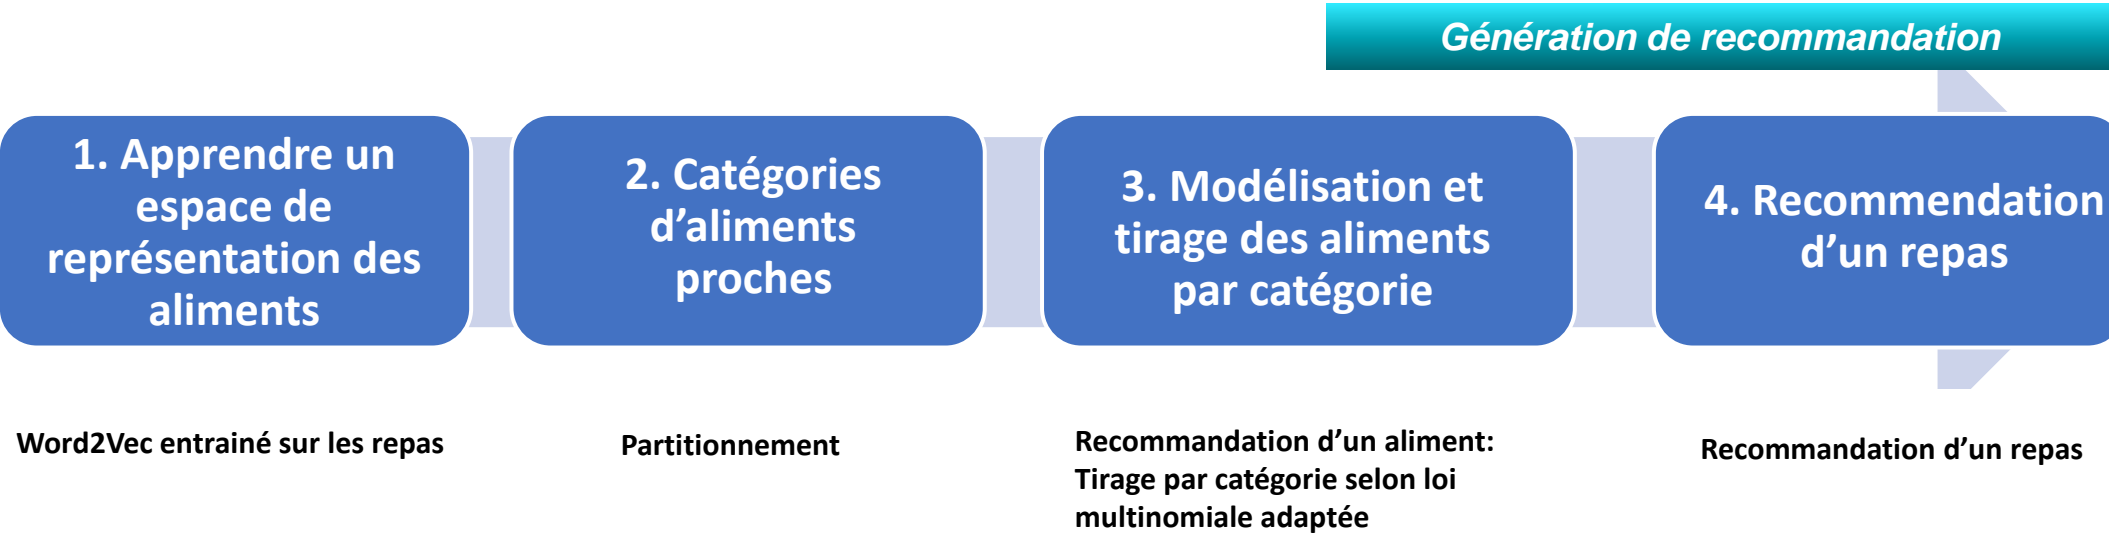 Génération de recommandation
1. Apprendre un
espace de
représentation des
aliments
2. Catégories
d’aliments
proches
3. Modélisation et
tirage des aliments
par catégorie
4. Recommendation
d’un repas
Word2Vec entrainé sur les repas
Partitionnement
Recommandation d’un aliment:
Tirage par catégorie selon loi
multinomiale adaptée
Recommandation d’un repas